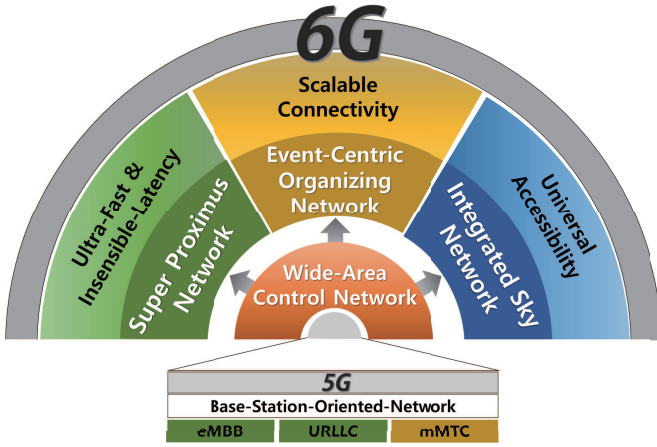 6G
Scalable
Connectivity
Event-Centric
Organizing
Network
Ultra-Fast &
Insensible-Latency
Super Proximus
Network
Universal
Accessibility
Integrated Sky
Network
Wide-Area
Control Network
5G
Base-Station-Oriented-Network
eMBB
URLLC
mMTC